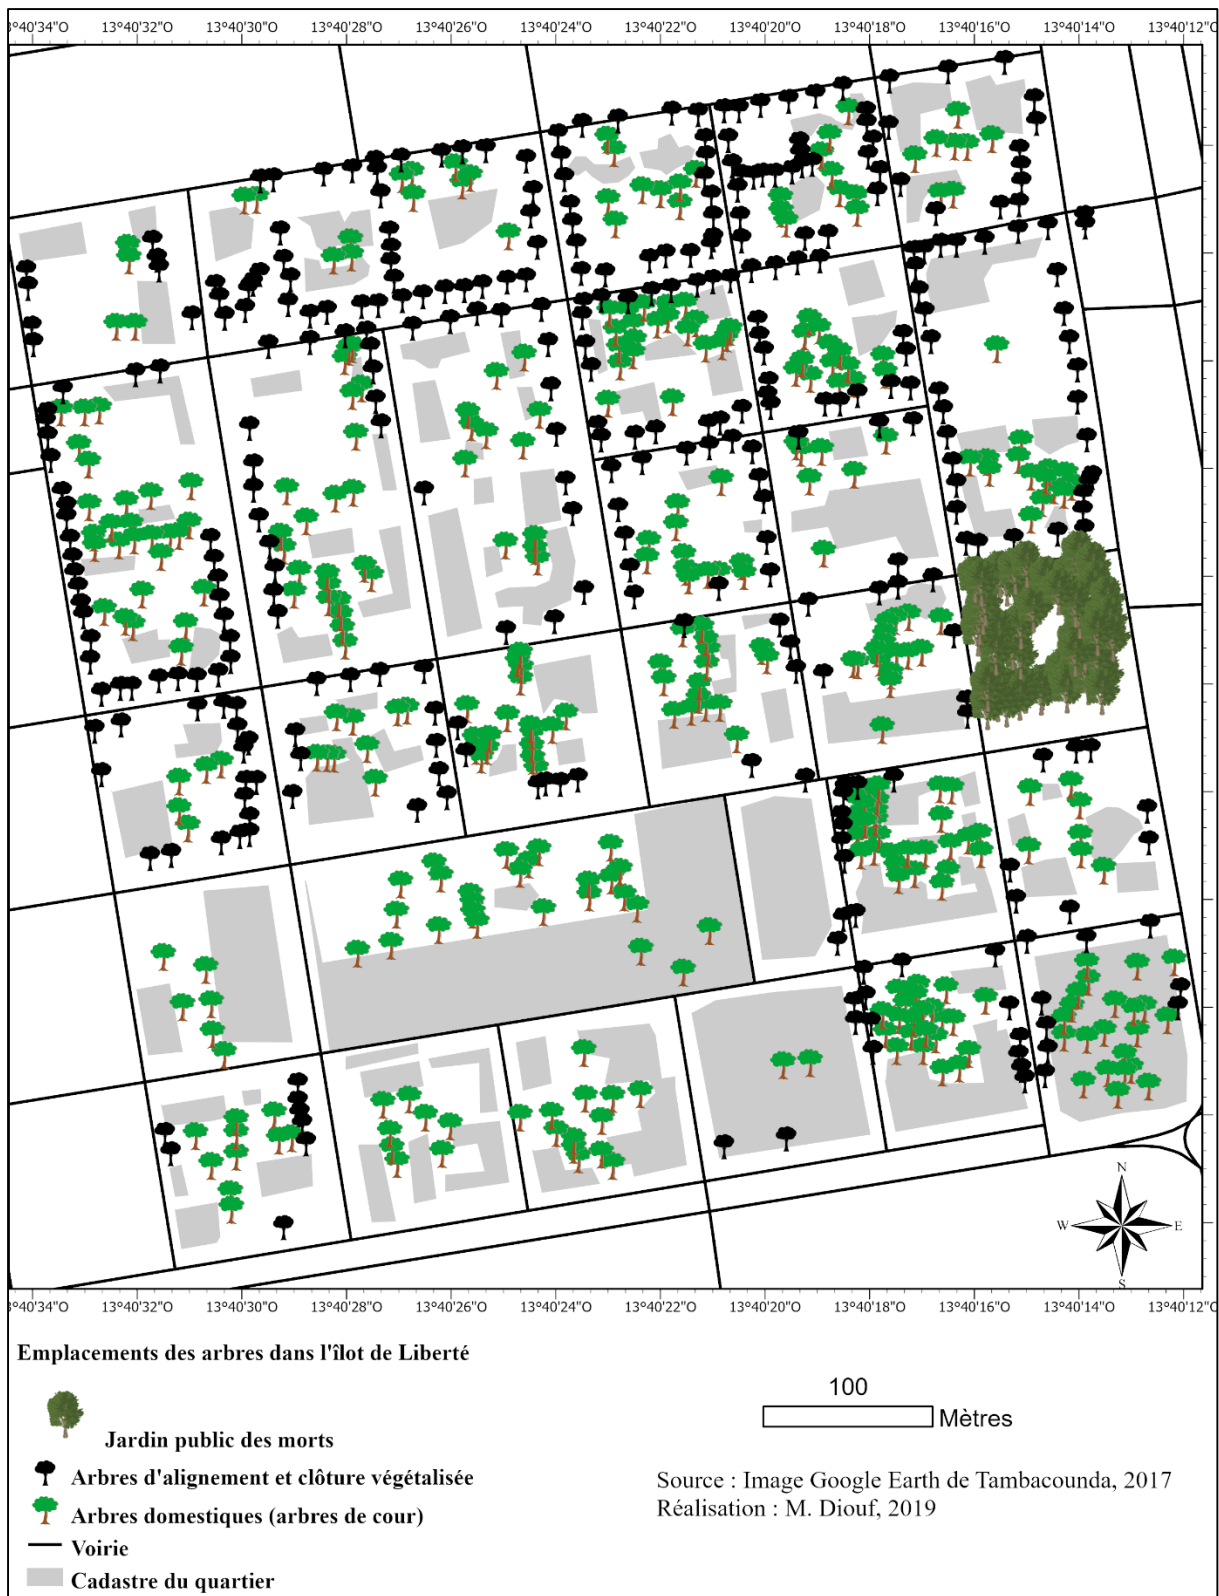 3°40'34"O 13°40'32"O 13°40'30"O 13°40'28"O 13°40'26"O 13°40'24"O 13°40'22"O 13°40'20"O 13°40'18"O 13°40'16"O 13°40'14"O 13°40'12"O
N
W E
S
3°40'34"O 13°40'32"O 13°40'30"O 13°40'28"O 13°40'26"O 13°40'24"O 13°40'22"O 13°40'20"O 13°40'18"O 13°40'16"O 13°40'14"O 13°40'12"O
Emplacements des arbres dans l'îlot de Liberté
Jardin public des morts
Arbres d'alignement et clôture végétalisée
Arbres domestiques (arbres de cour)
Voirie
Cadastre du quartier
100
Mètres
Source : Image Google Earth de Tambacounda, 2017
Réalisation : M. Diouf, 2019